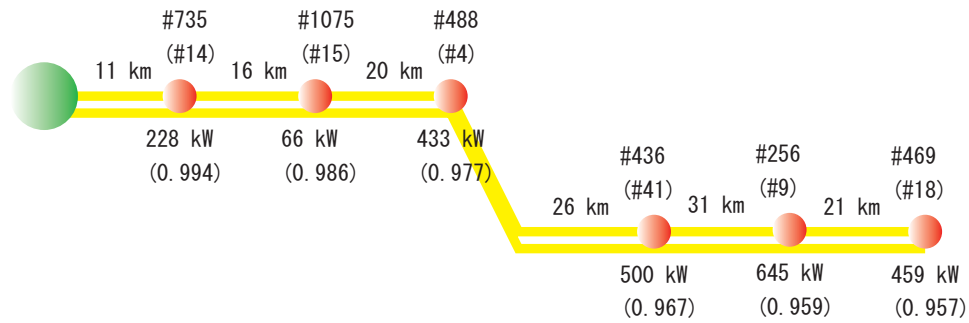 #735
(#14)
#1075
(#15)
#488
(#4)
11 km
16 km
20 km
228 kW
(0.994)
66 kW
(0.986)
433 kW
(0.977)
#436
(#41)
#256
(#9)
#469
(#18)
26 km
31 km
21 km
500 kW
(0.967)
645 kW
(0.959)
459 kW
(0.957)